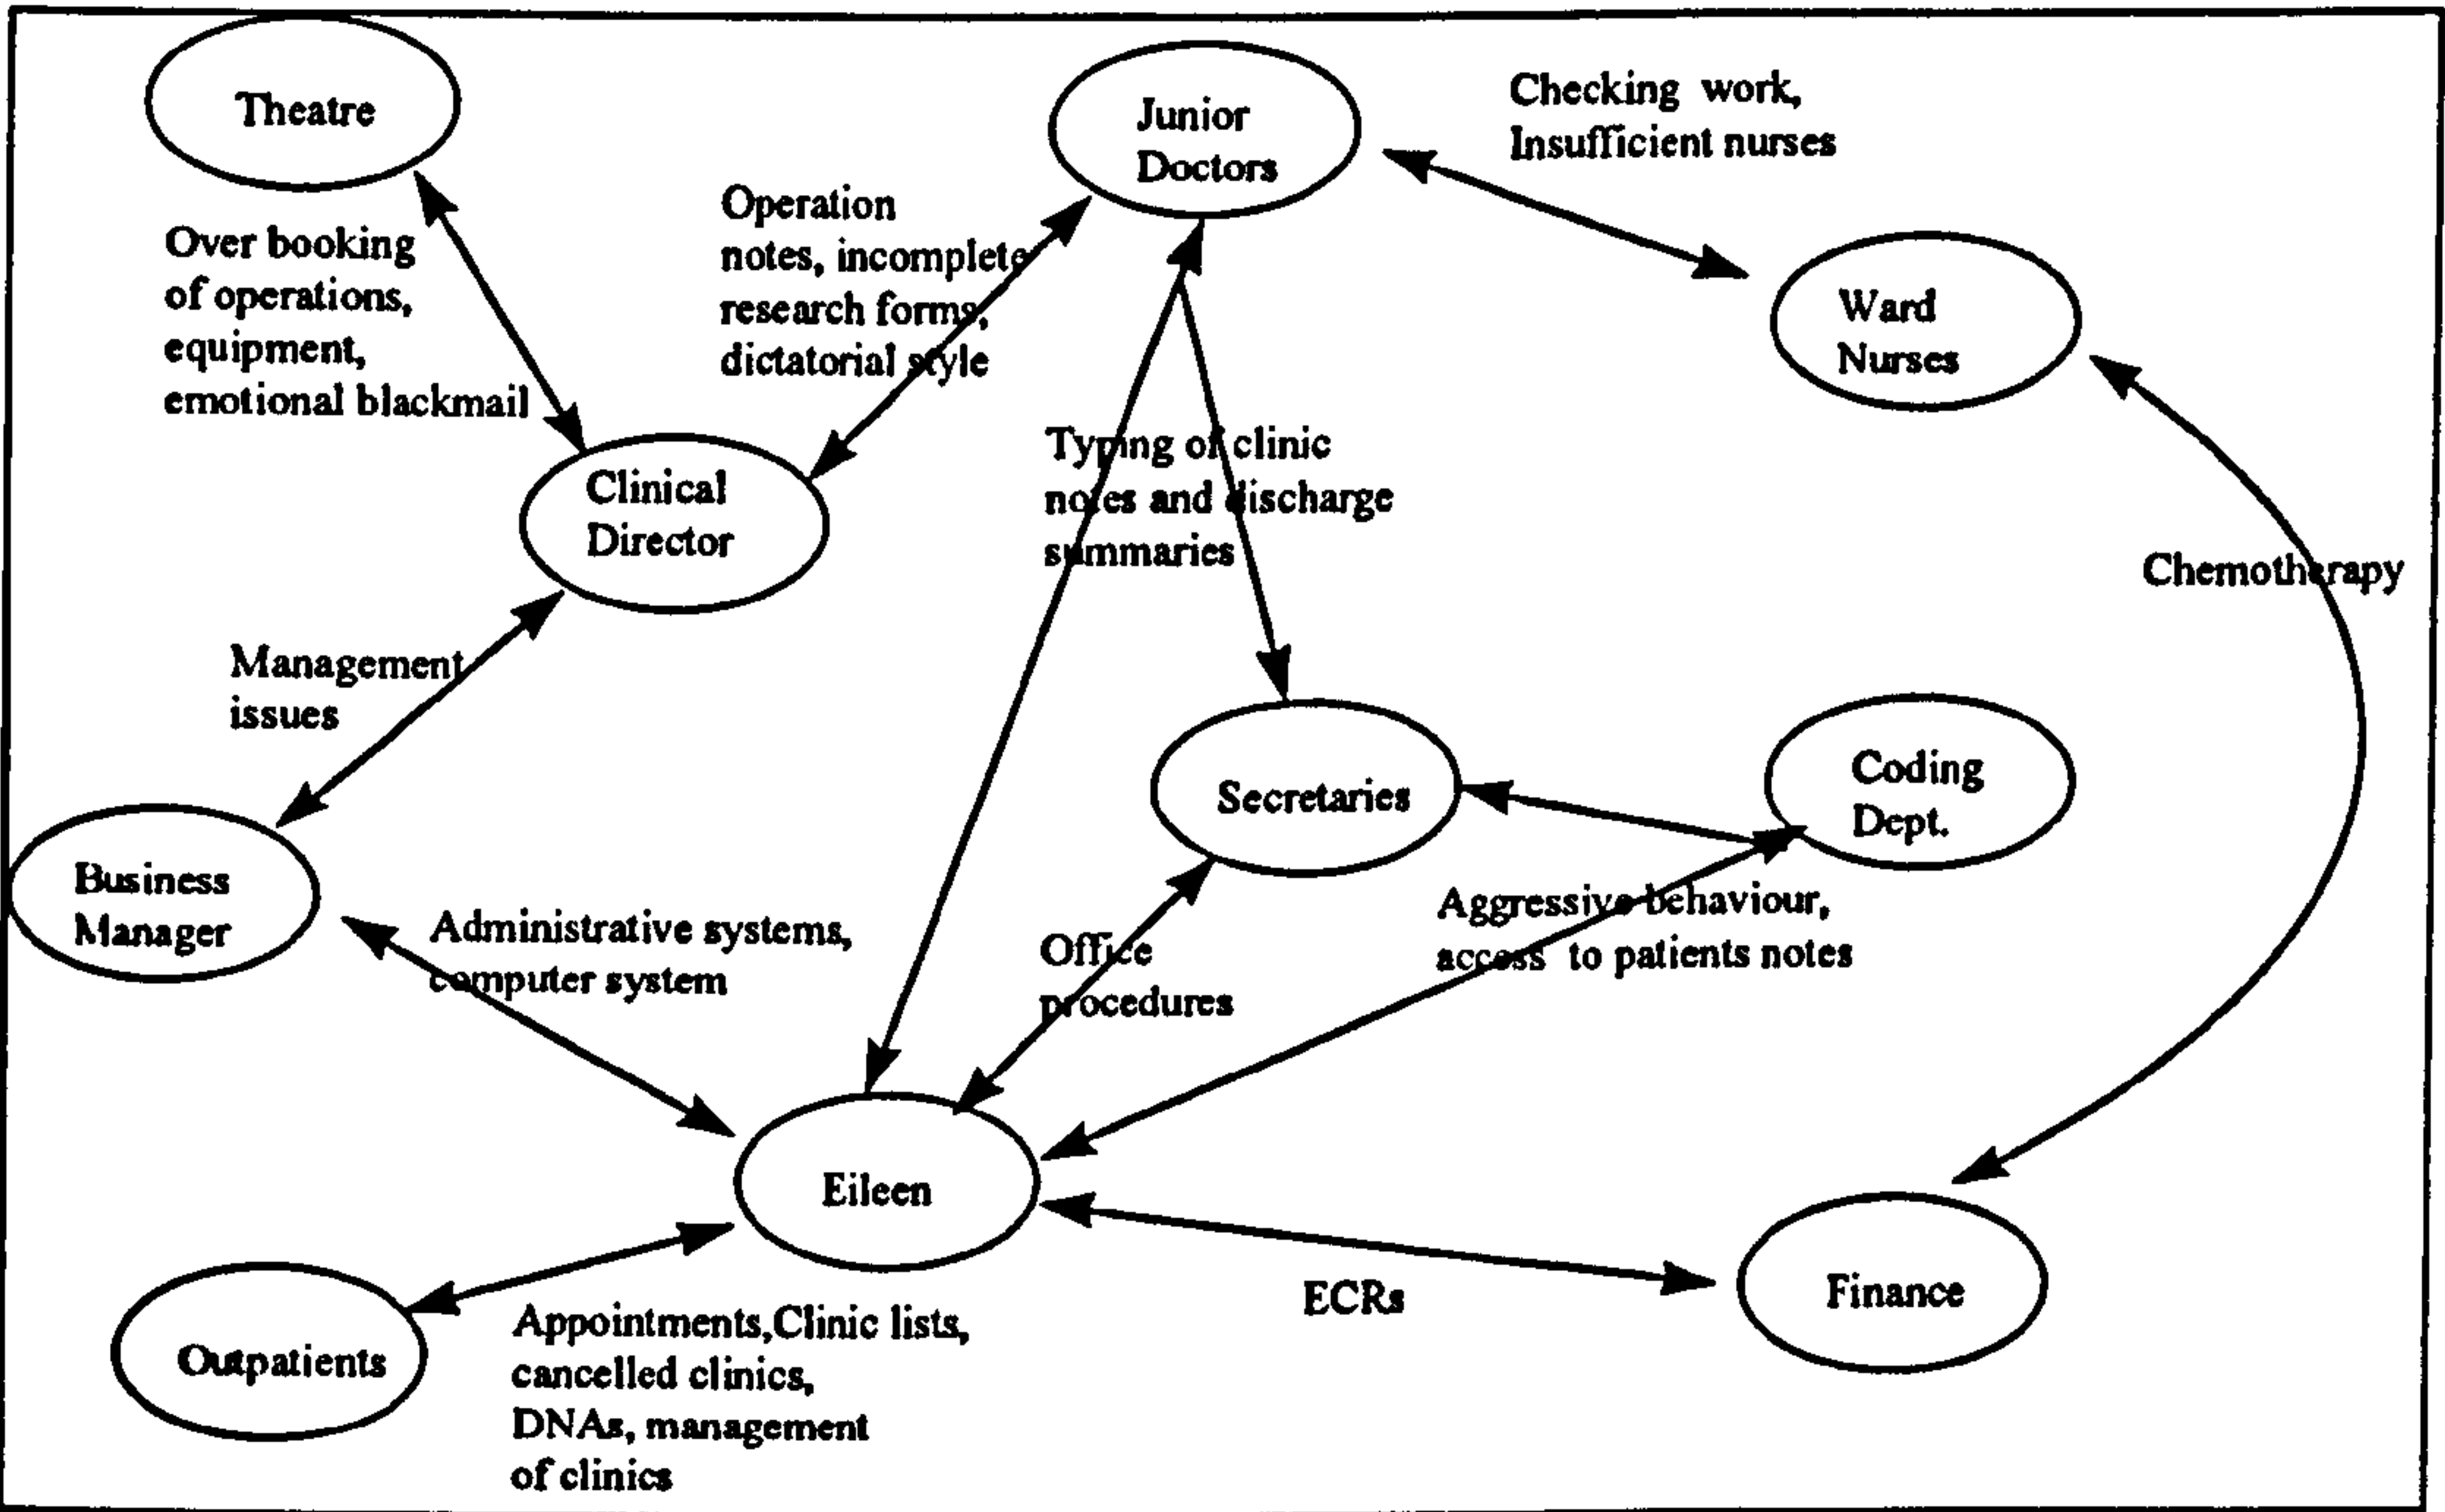 Theatre
Junior
Doctors
Checking work,
Insufficient nurses
Operation
notes, incomplete
research forms,
dictatorial style
Over booking
of operations,
equipment,
emotional blackmail
Ward
Nurses
Clinical
Director
Typing of clinic
notes and discharge
summaries
Chemotherapy
Management
issues
Secretaries
Coding
Dept.
Business
Manager
Administrative systems,
computer system
Office
procedures
Aggressive behaviour,
access to patients notes
Eileen
ECRs
Finance
Outpatients
Appointments,Clinic lists,
cancelled clinics,
DNAs, management
of clinics